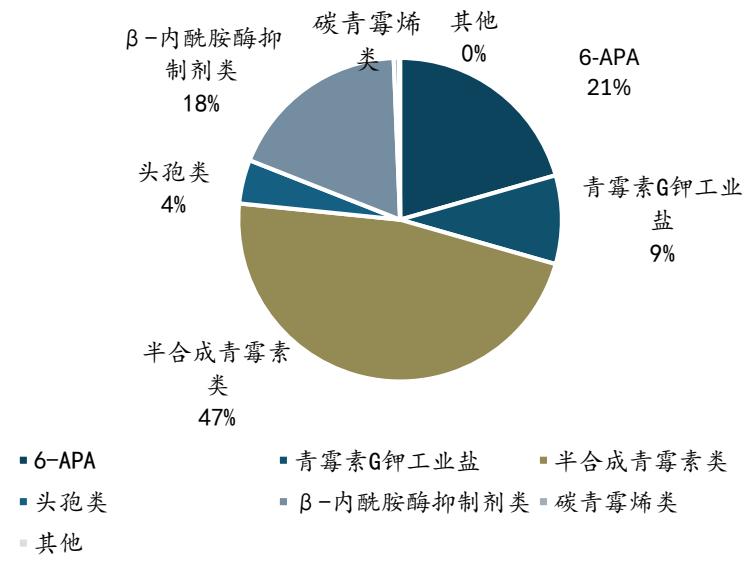 碳青霉烯
类
其他
0%
6-APA
21%
青霉素G钾工业
盐
9%
半合成青霉素
类
47%
头孢类
4%
β-内酰胺酶抑
制剂类
18%
6-APA
青霉素G钾工业盐
半合成青霉素类
头孢类
β-内酰胺酶抑制剂类
碳青霉烯类
其他